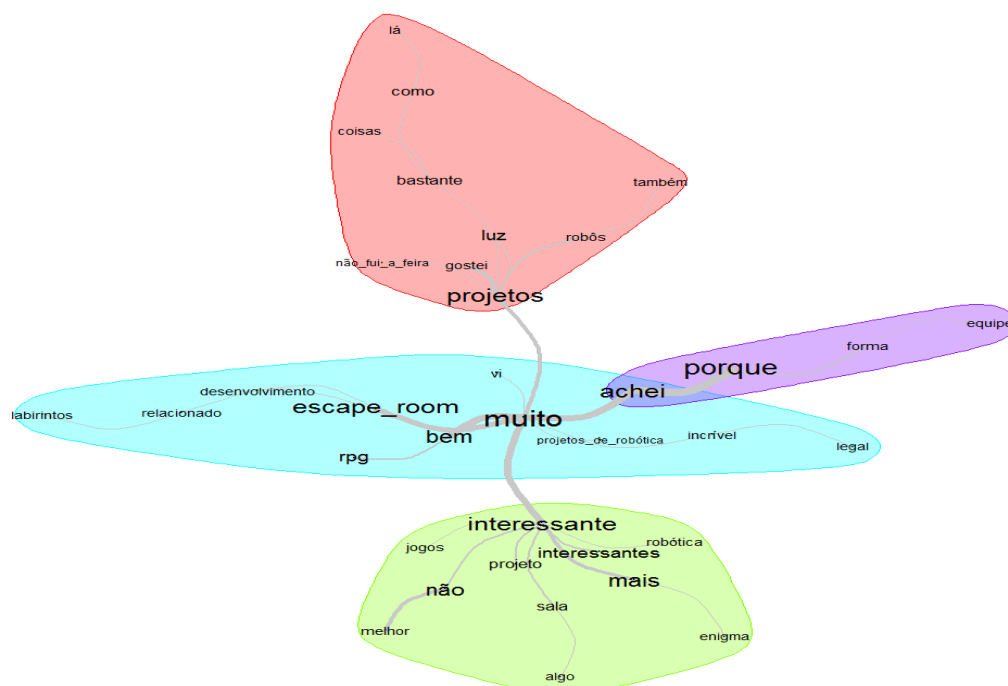 lá
como
coisas
bastante
também
luz
robôs
não_fui_a_feira
gostei
projetos
equipe
forma
porque
vi
achei
desenvolvimento
escape_room
labirintos
relacionado
muito
bem
projetos_de_robótica
incrível
legal
rpg
interessante
jogos
interessantes
robótica
projeto
não
mais
sala
melhor
enigma
algo